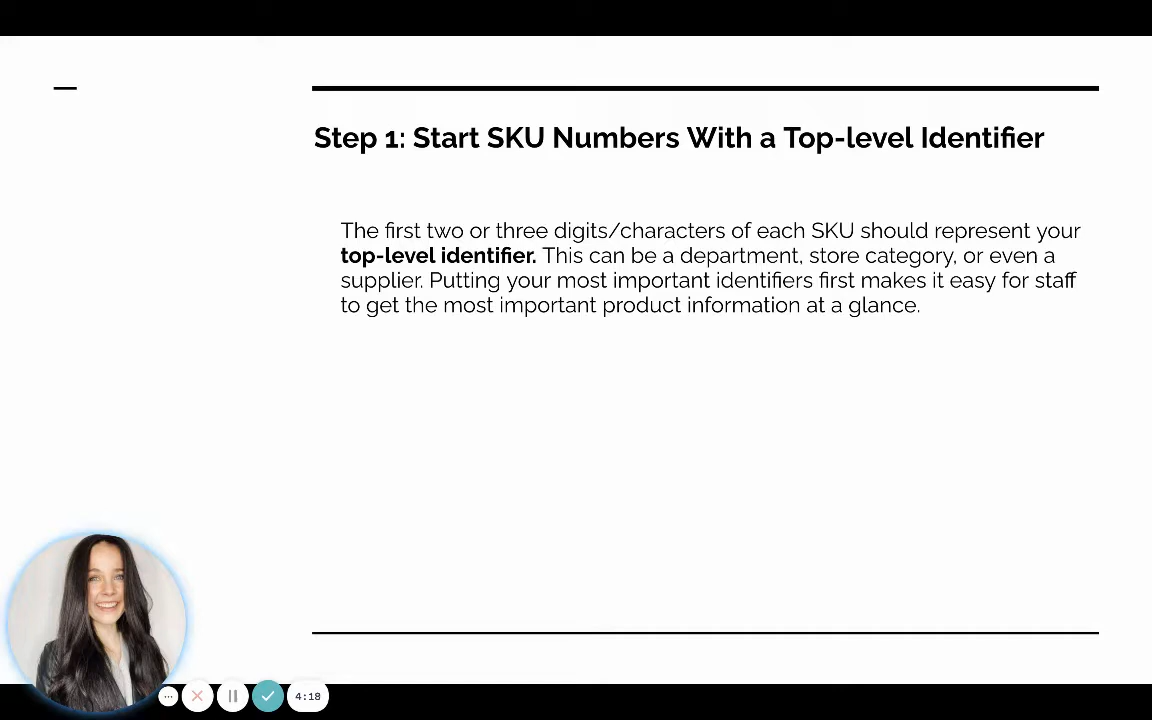 Step 1: Start SKU Numbers With a Top-level Identifier
The first two or three digits/characters of each SKU should represent your
top-level identifier. This can be a department, store category, or even a
supplier. Putting your most important identifiers first makes it easy for staff
to get the most important product information at a glance.
4:18